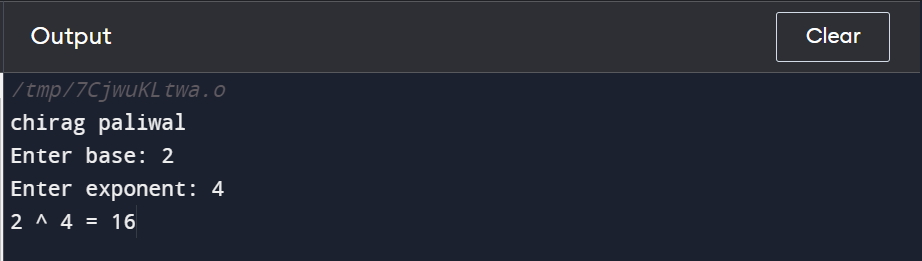 Output
Clear
/tmp/7CjwuKLtwa.o
chirag paliwal
Enter base: 2
Enter exponent: 4
2 ^ 4 = 16